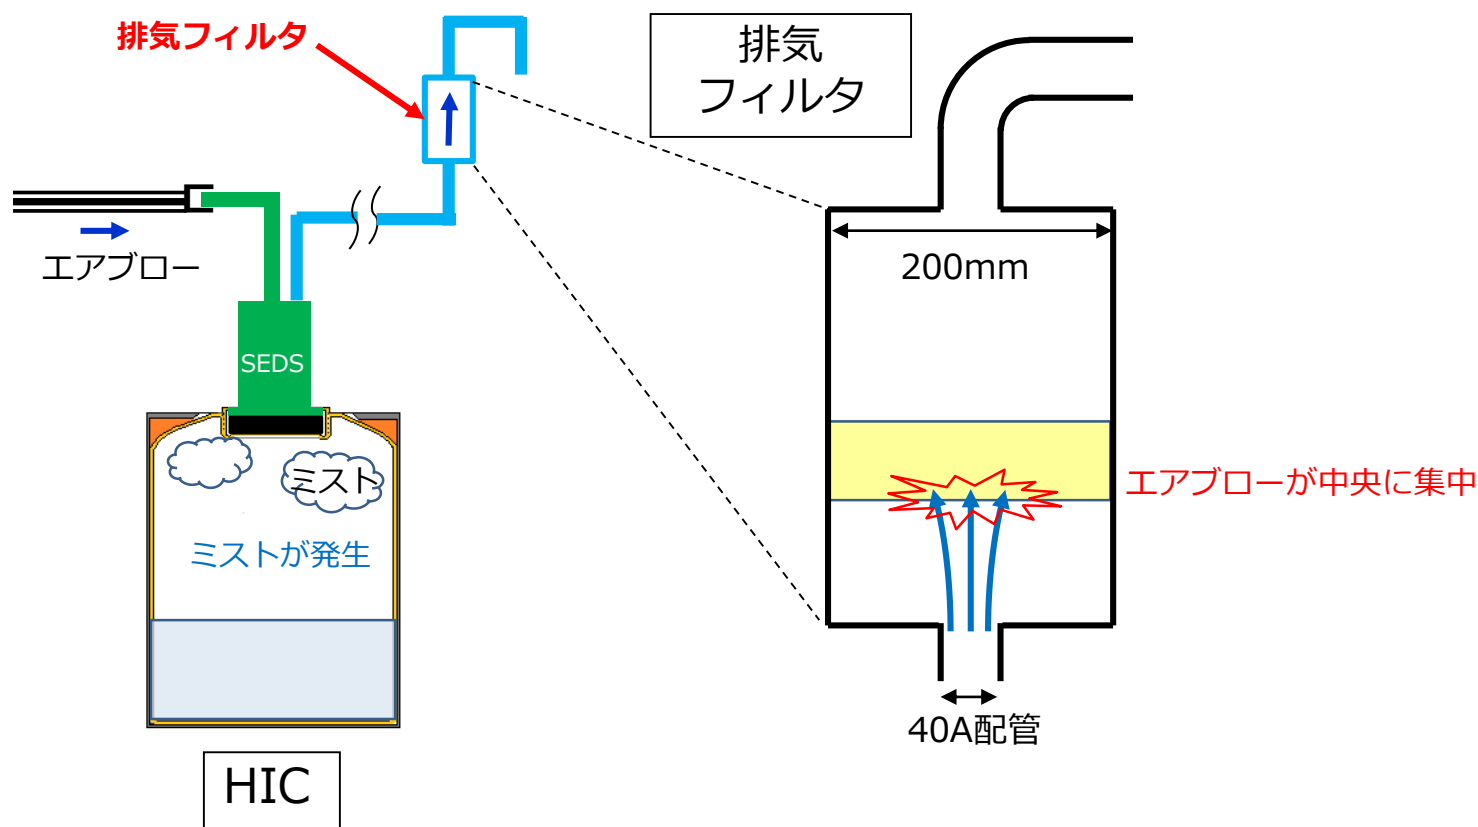 排気フィルタ
エアブロー
SEDS
ミスト
ミストが発生
HIC
排気
フィルタ
200mm
エアブローが中央に集中
40A配管